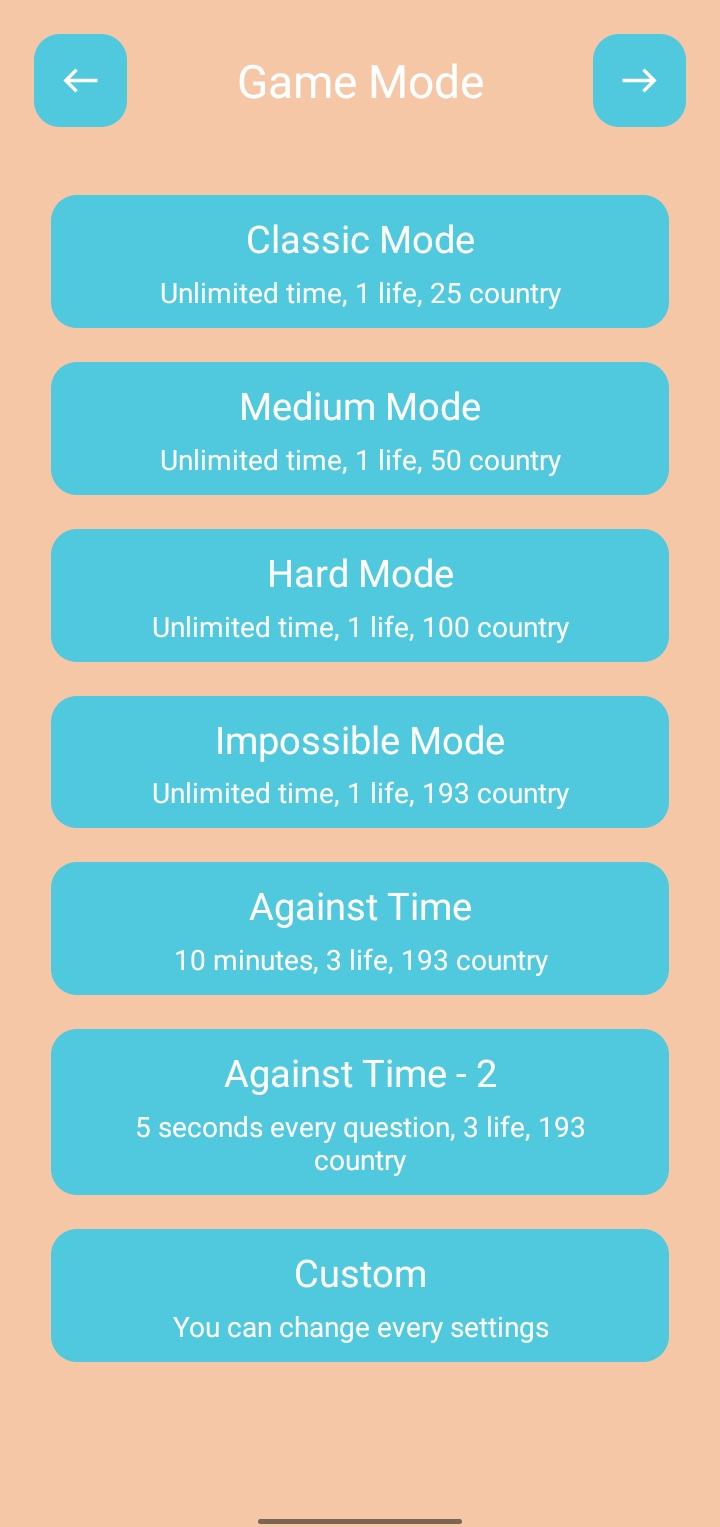 Game Mode
Classic Mode
Unlimited time, 1 life, 25 country
Medium Mode
Unlimited time, 1 life, 50 country
Hard Mode
Unlimited time, 1 life, 100 country
Impossible Mode
Unlimited time, 1 life, 193 country
Against Time
10 minutes, 3 life, 193 country
Against Time - 2
5 seconds every question, 3 life, 193
country
Custom
You can change every settings